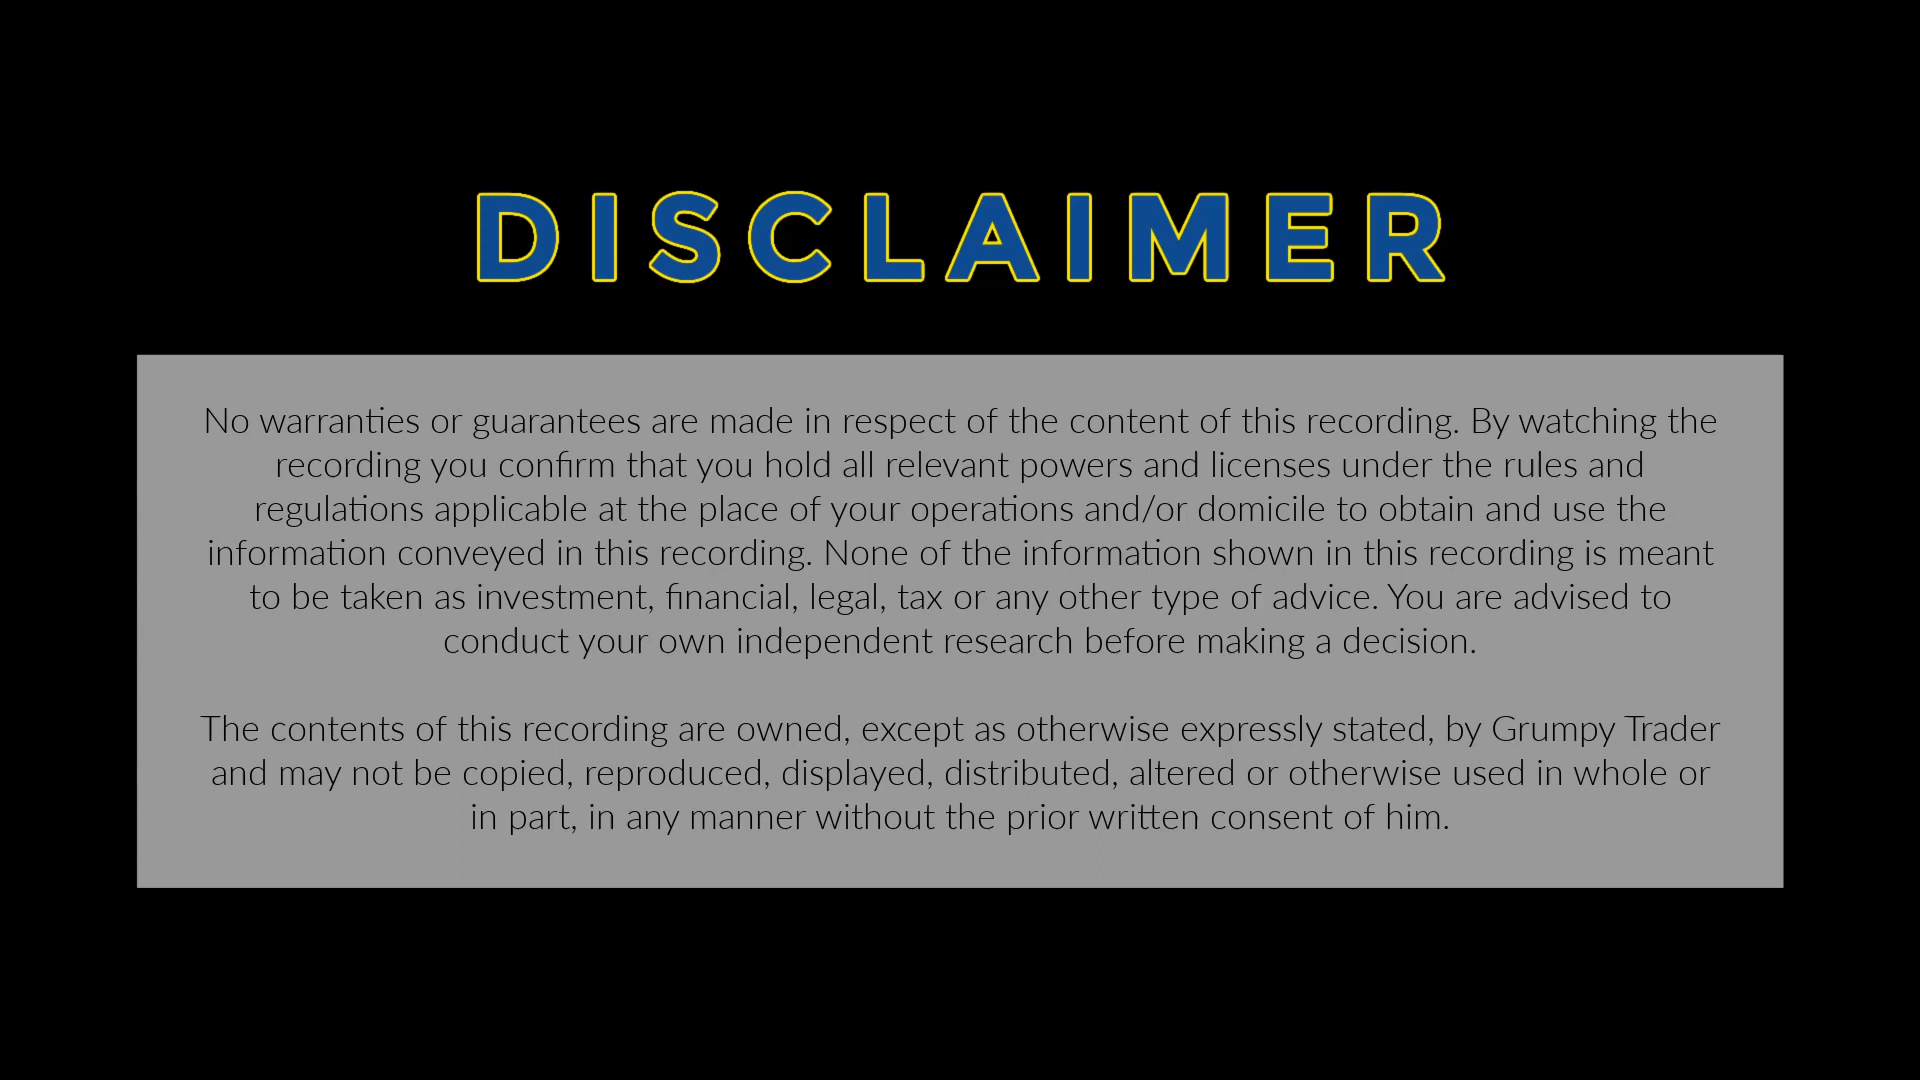 DISCLAIMER
No warranties or guarantees are made in respect of the content of this recording. By watching the
recording you confirm that you hold all relevant powers and licenses under the rules and
regulations applicable at the place of your operations and/or domicile to obtain and use the
information conveyed in this recording. None of the information shown in this recording is meant
to be taken as investment, financial, legal, tax or any other type of advice. You are advised to
conduct your own independent research before making a decision.
The contents of this recording are owned, except as otherwise expressly stated, by Grumpy Trader
and may not be copied, reproduced, displayed, distributed, altered or otherwise used in whole or
in part, in any manner without the prior written consent of him.